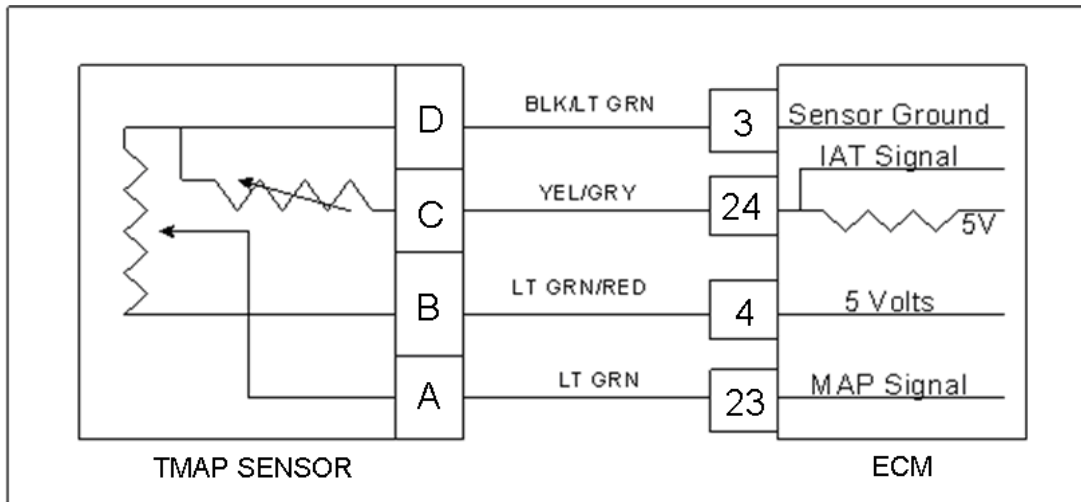 D
BLK/LT GRN
3
Sensor Ground
IAT Signal
C
YEL/GRY
24
5V
B
LT GRN/RED
4
5 Volts
A
LT GRN
23
MAP Signal
TMAP SENSOR
ECM